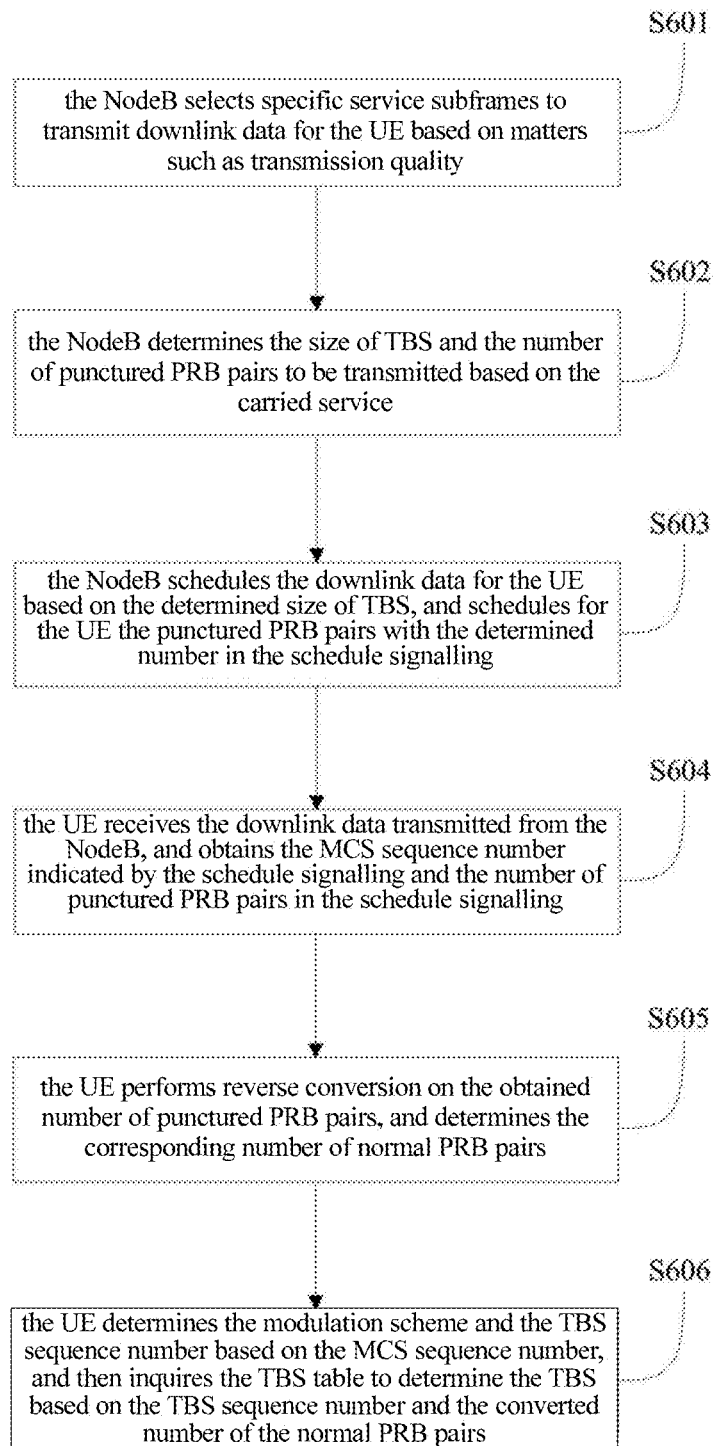 S601
the NodeB selects specific service subframes to
transmit downlink data for the UE based on matters
such as transmission quality
S602
the NodeB determines the size of TBS and the number
of punctured PRB pairs to be transmitted based on the
carried service
S603
the NodeB schedules the downlink data for the UE
based on the determined size of TBS, and schedules for
the UE the punctured PRB pairs with the determined
number in the schedule signalling
S604
the UE receives the downlink data transmitted from the
NodeB, and obtains the MCS sequence number
indicated by the schedule signalling and the number of
punctured PRB pairs in the schedule signalling
S605
the UE performs reverse conversion on the obtained
number of punctured PRB pairs, and determines the
corresponding number of normal PRB pairs
S606
the UE determines the modulation scheme and the TBS
sequence number based on the MCS sequence number,
and then inquires the TBS table to determine the TBS
based on the TBS sequence number and the converted
number of the normal PRB pairs